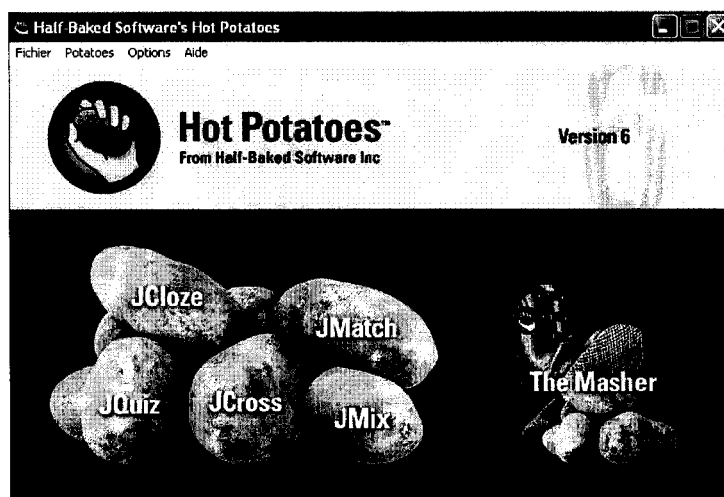 Half-Baked Software's Hot Potatoes
Fichier Potatoes Options Aide
Hot Potatoes™
From Half-Baked Software Inc
Version 6
JCloze
JMatch
The Masher
JQuiz
JCross
JMix